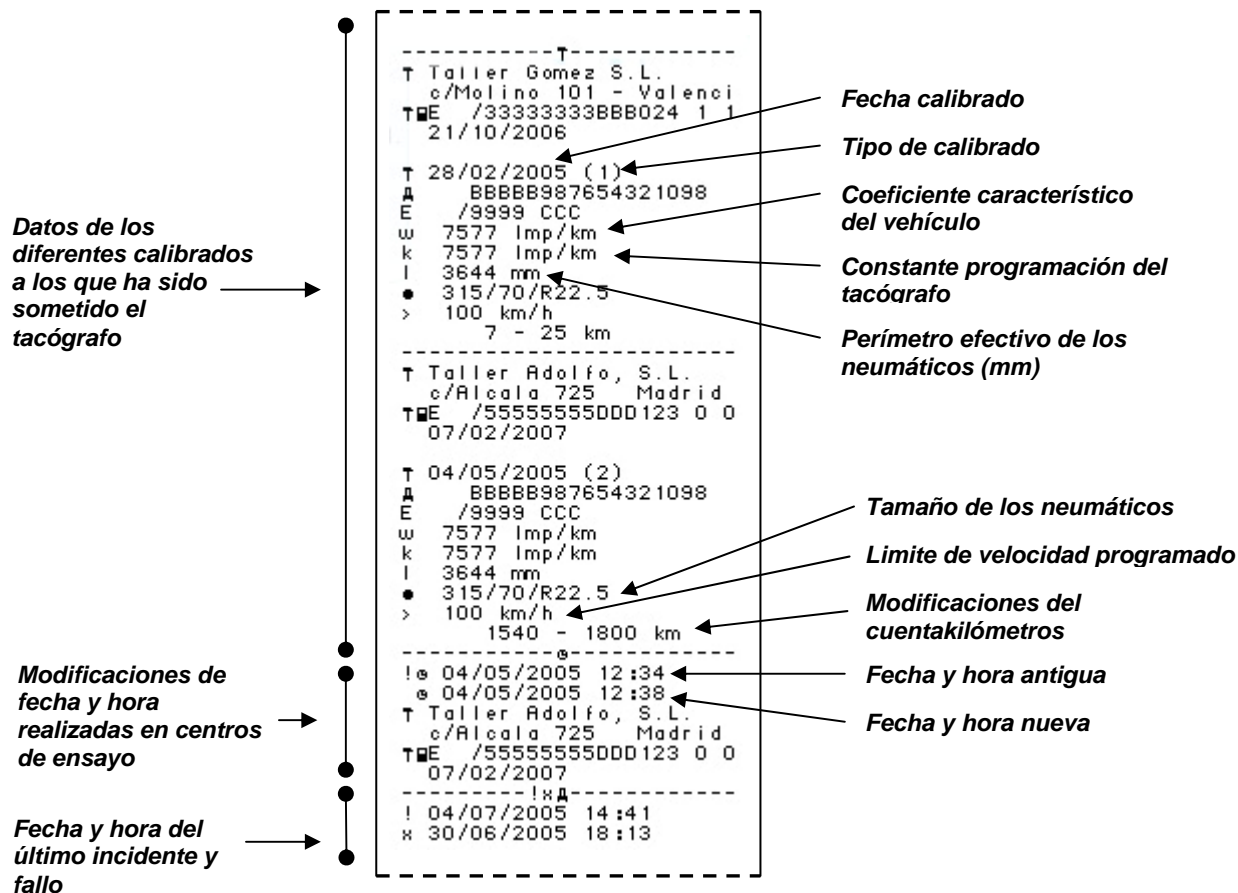 Datos de los
diferentes calibrados
a los que ha sido
sometido el
tacógrafo
Modificaciones de
fecha y hora
realizadas en centros
de ensayo
Fecha y hora del
último incidente y
fallo
Taller Gomez S.L.
c/Molino 101 - Valenci
E /33333333BBB024 1 1
21/10/2006
28/02/2005 (1)
BBBBB987654321098
E /9999 CCC
w 7577 Imp/km
k 7577 Imp/km
l 3644 mm
● 315/70/R22.5
> 100 km/h
7 - 25 km
Taller Adolfo, S.L.
c/Alcala 725 Madrid
E /55555555DDD123 0 0
07/02/2007
04/05/2005 (2)
BBBBB987654321098
E /9999 CCC
w 7577 Imp/km
k 7577 Imp/km
l 3644 mm
● 315/70/R22.5
> 100 km/h
1540 - 1800 km
! 04/05/2005 12:34
04/05/2005 12:38
Taller Adolfo, S.L.
c/Alcala 725 Madrid
E /55555555DDD123 0 0
07/02/2007
!x
! 04/07/2005 14:41
x 30/06/2005 18:13
Fecha calibrado
Tipo de calibrado
Coeficiente característico
del vehículo
Constante programación del
tacógrafo
Perímetro efectivo de los
neumáticos (mm)
Tamaño de los neumáticos
Limite de velocidad programado
Modificaciones del
cuentakilómetros
Fecha y hora antigua
Fecha y hora nueva